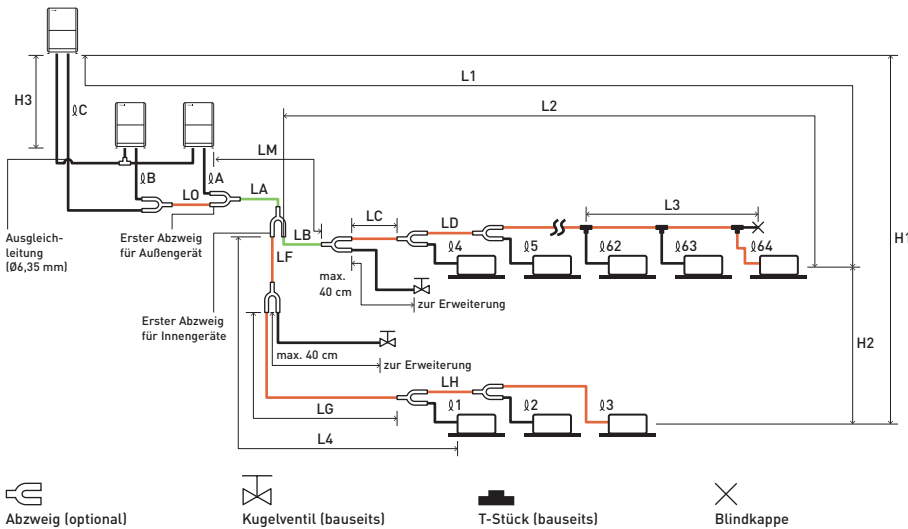 L1
H3
ℓC
L2
LM
ℓB
ℓA
LA
LO
LC
LD
L3
H1
Ausgleich-
leitung
(Ø6,35 mm)
Erster Abzweig
für Außengerät
LB
LF
ℓ4
ℓ5
ℓ62
ℓ63
ℓ64
max.
40 cm
zur Erweiterung
Erster Abzweig
für Innengeräte
H2
max. 40 cm
zur Erweiterung
LH
LG
ℓ1
ℓ2
ℓ3
L4
Abzweig (optional)
Kugelventil (bauseits)
T-Stück (bauseits)
Blindkappe